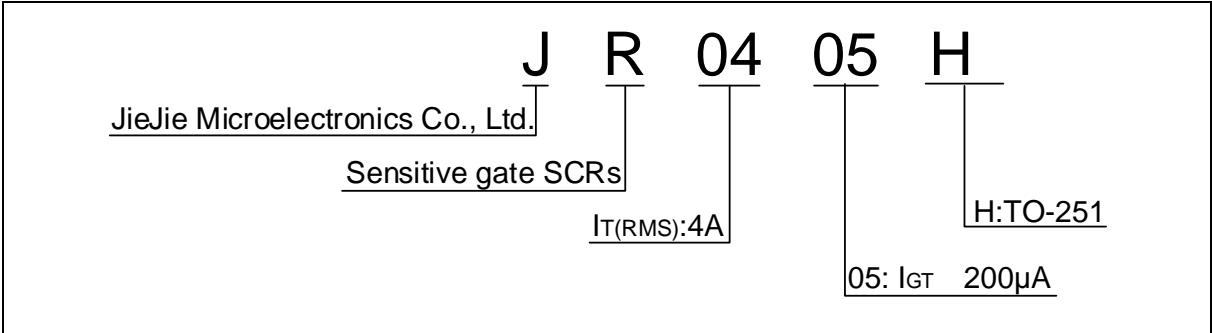 J R 04 05 H
JieJie Microelectronics Co., Ltd.
Sensitive gate SCRs
IT(RMS):4A
H:TO-251
05: IGT 200μA